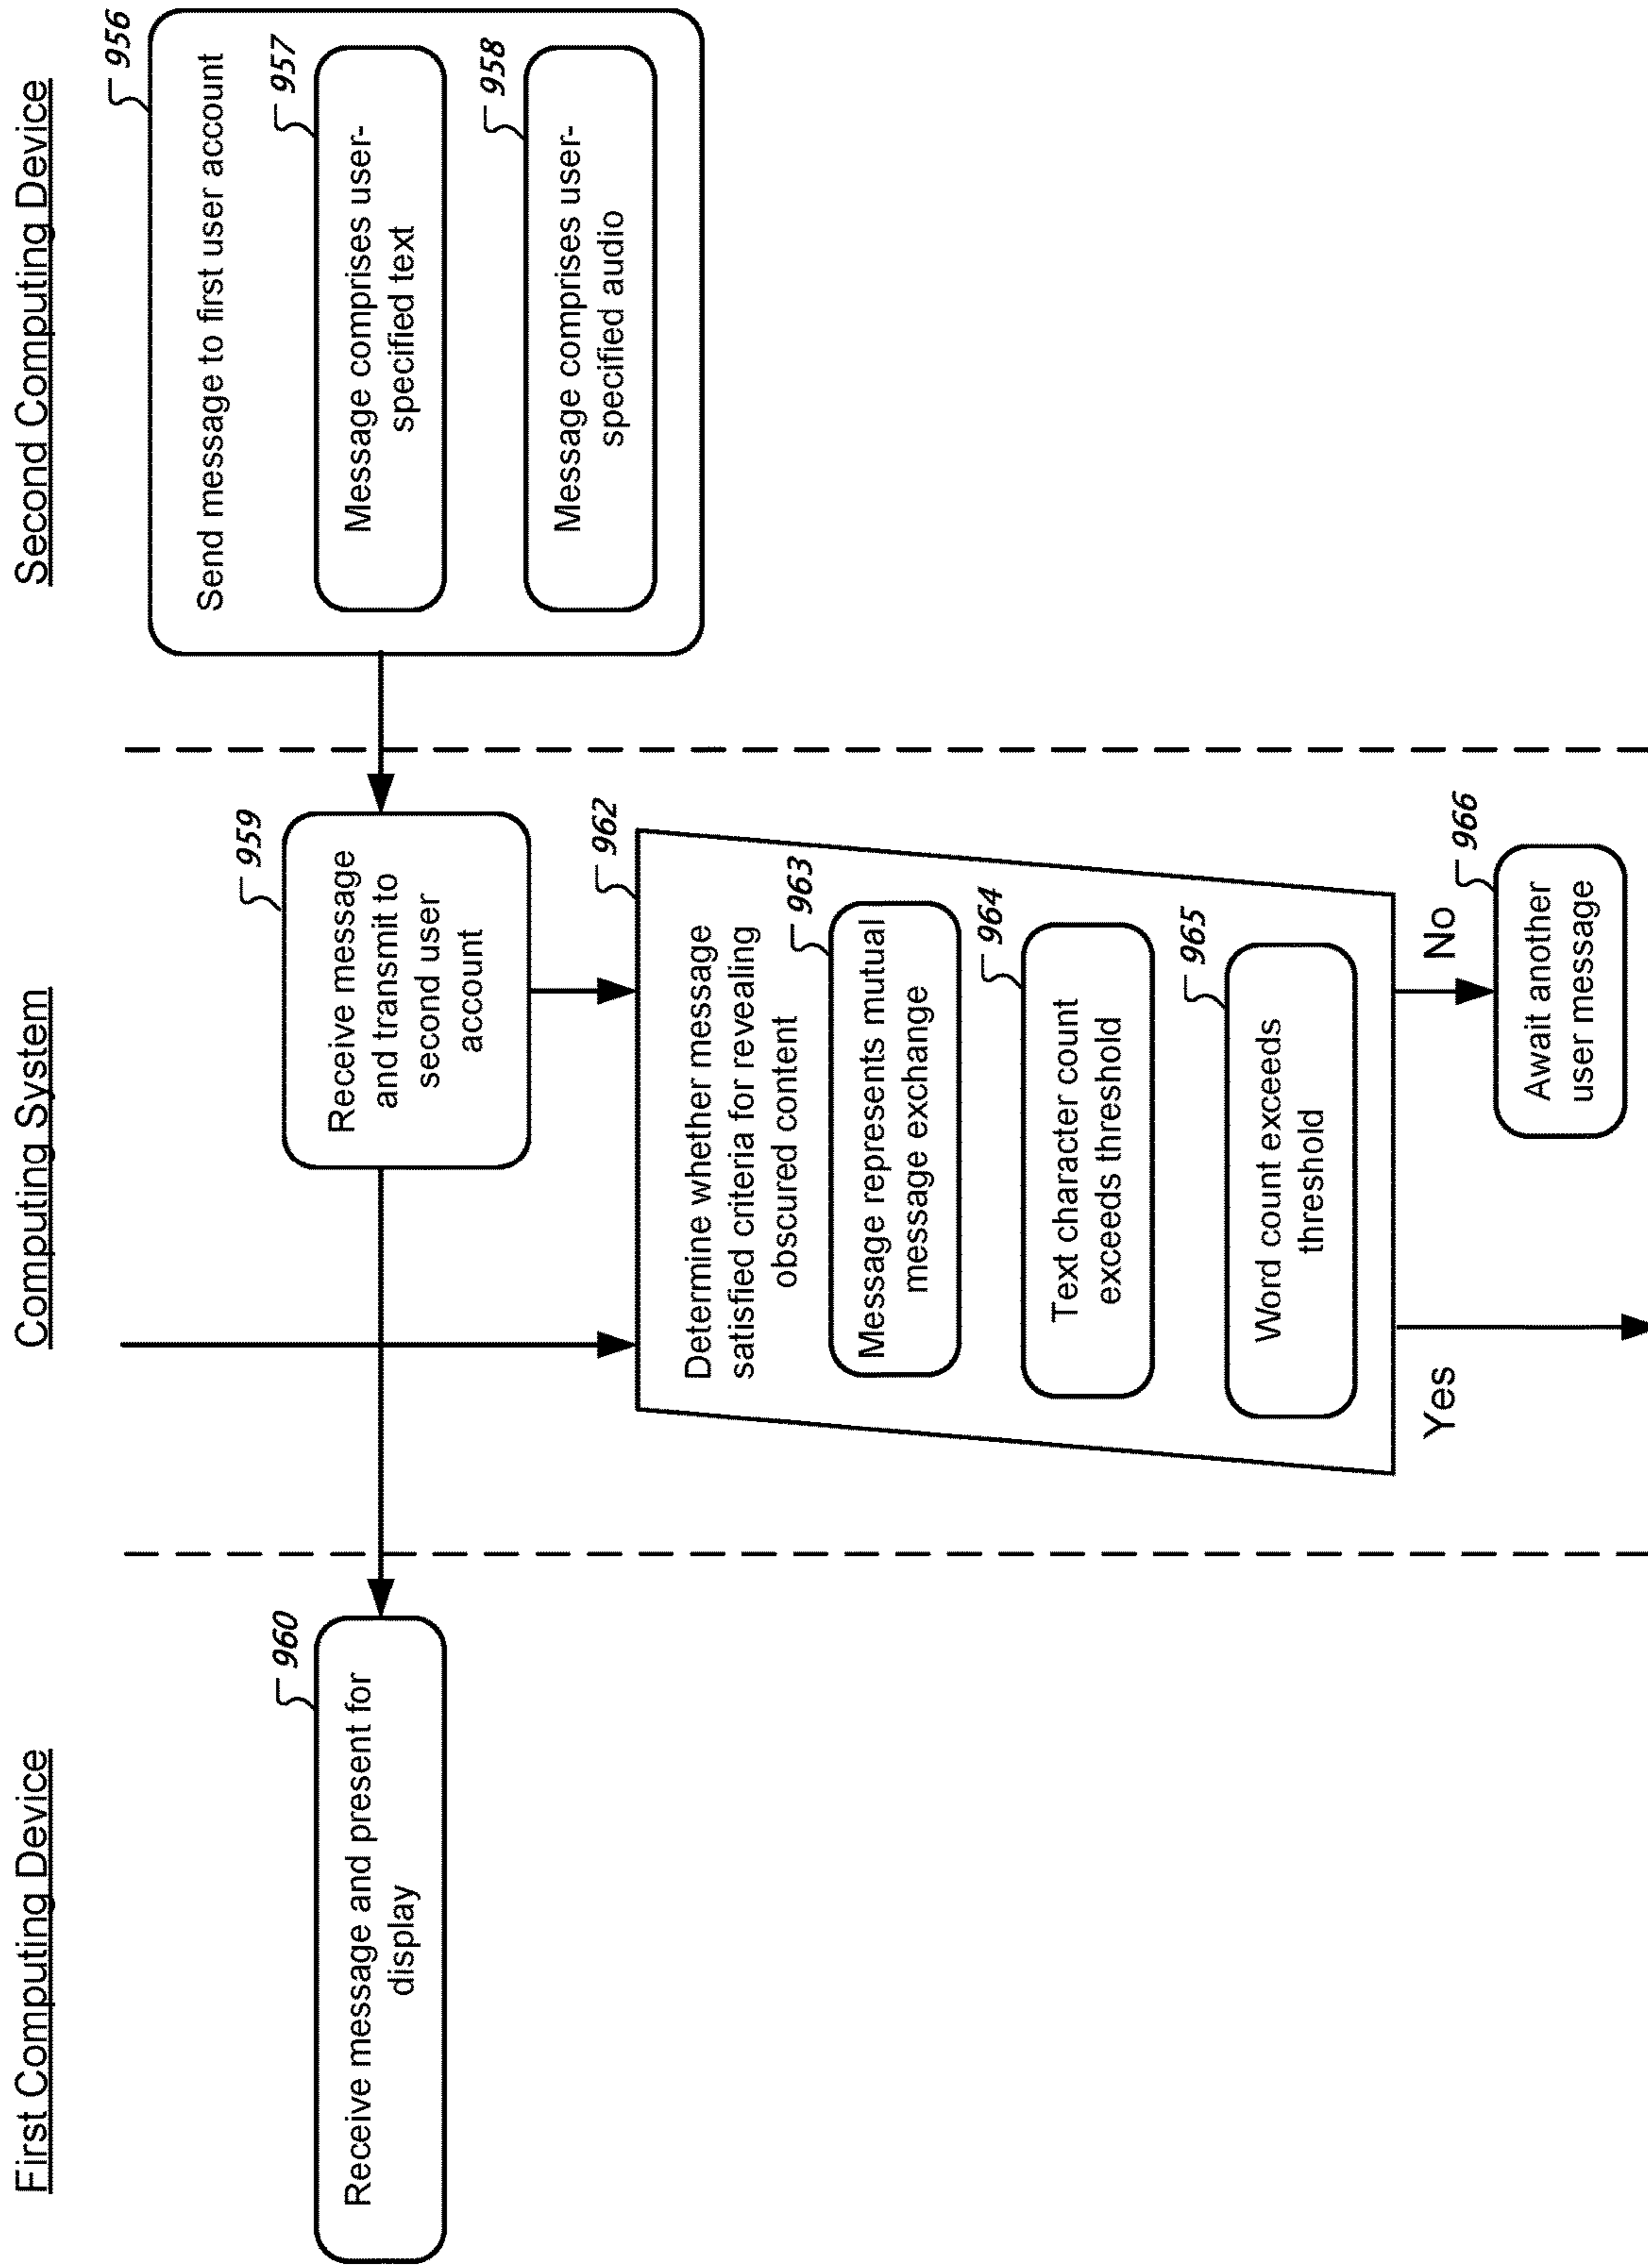 First Computing Device
Computing System
Second Computing Device
956
Send message to first user account
957
Message comprises user-
specified text
958
Message comprises user-
specified audio
959
Receive message
and transmit to
second user
account
960
Receive message and present for
display
962
Determine whether message
satisfied criteria for revealing
obscured content
963
Message represents mutual
message exchange
964
Text character count
exceeds threshold
965
Word count exceeds
threshold
Yes
No
966
Await another
user message